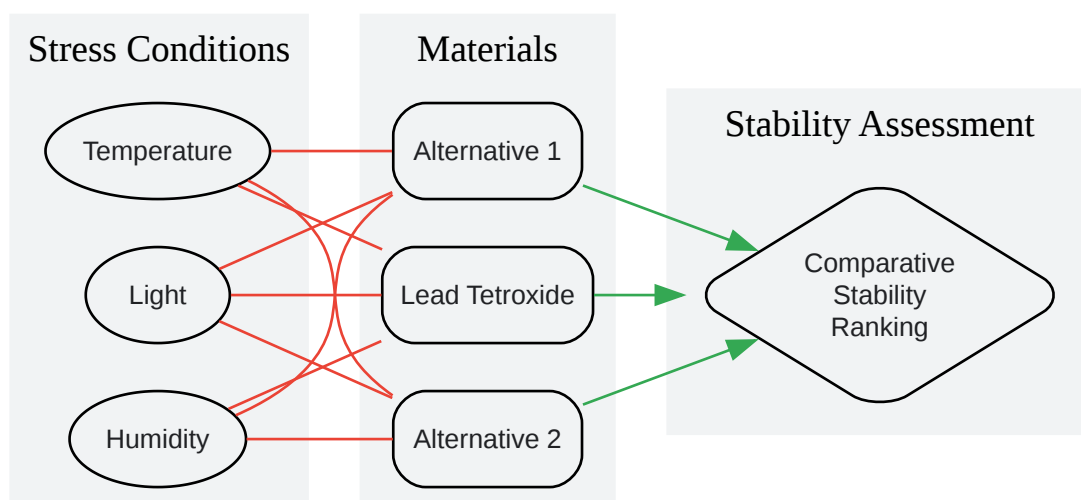 Stress Conditions
Materials
Stability Assessment
Temperature
Alternative 1
Light
Lead Tetroxide
Comparative
Stability
Ranking
Humidity
Alternative 2